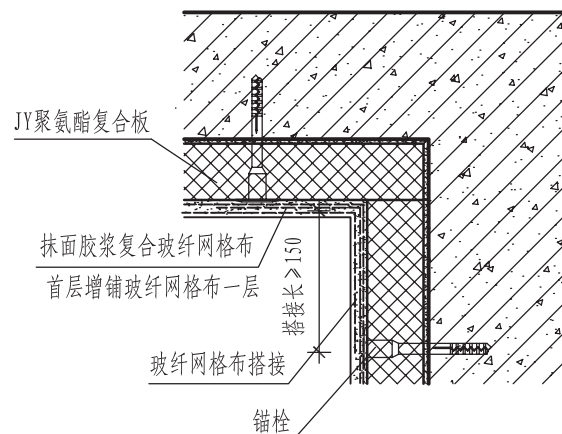 JY聚氨酯复合板
抹面胶浆复合玻纤网格布
首层增铺玻纤网格布一层
搭接长≥150
玻纤网格布搭接
锚栓